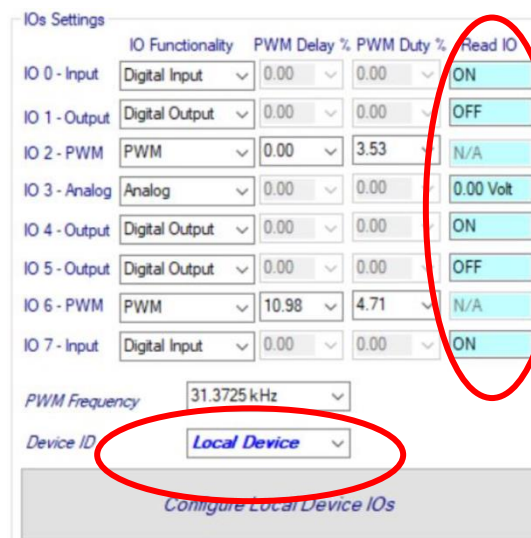 IOs Settings
IO Functionality PWM Delay % PWM Duty % Read IO
IO 0 - Input Digital Input 0.00 0.00 ON
IO 1 - Output Digital Output 0.00 0.00 OFF
IO 2 - PWM PWM 0.00 3.53 N/A
IO 3 - Analog Analog 0.00 0.00 0.00 Volt
IO 4 - Output Digital Output 0.00 0.00 ON
IO 5 - Output Digital Output 0.00 0.00 OFF
IO 6 - PWM PWM 10.98 4.71 N/A
IO 7 - Input Digital Input 0.00 0.00 ON
PWM Frequency 31.3725 kHz
Device ID Local Device
Configure Local Device IOs